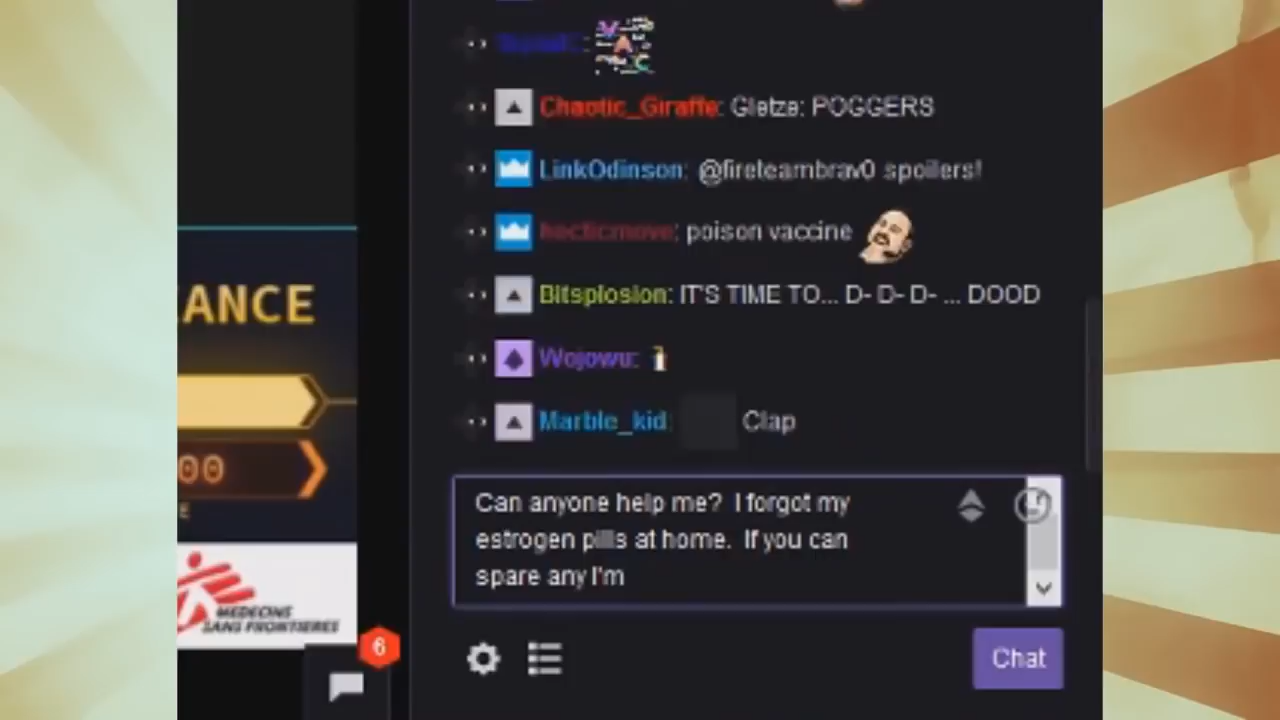 Chaotic_Giraffe: Gletze: POGGERS
LinkOdinson: @fireteambrav0 spoilers!
hecticmove: poison vaccine
ANCE
Bitsplosion: IT'S TIME TO... D- D- D- ... DOOD
Wojowu:
Marble_kid: Clap
00
Can anyone help me? I forgot my
estrogen pills at home. If you can
spare any I'm
MEDECINS
SANS FRONTIERES
6
Chat